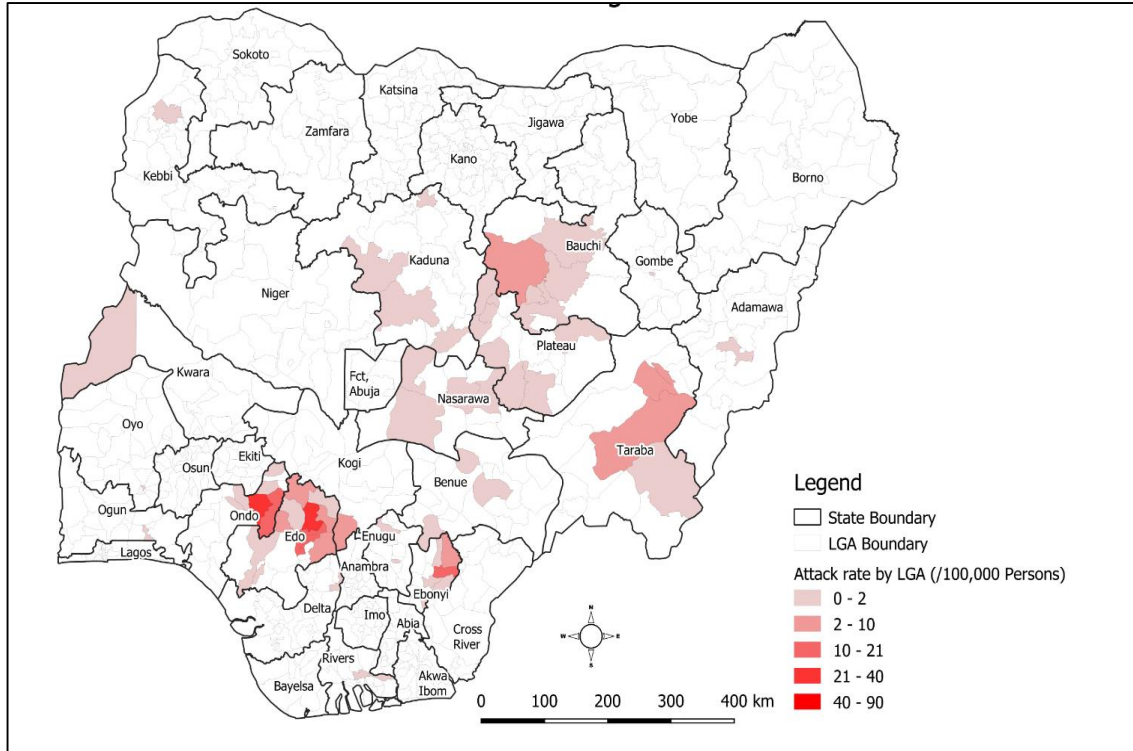 Sokoto
Katsina
Jigawa
Yobe
Zamfara
Kano
Borno
Kebbi
Bauchi
Kaduna
Gombe
Niger
Adamawa
Plateau
Kwara
Fct,
Abuja
Nasarawa
Oyo
Taraba
Ekiti
Kogi
Osun
Benue
Ogun
Ondo
Edo
Enugu
Lagos
Anambra
Ebonyi
Delta
Imo
Abia
Cross
River
Rivers
Akwa
Ibom
Bayelsa
N
W
E
S
0 100 200 300 400 km
Legend
State Boundary
LGA Boundary
Attack rate by LGA (/100,000 Persons)
0 - 2
2 - 10
10 - 21
21 - 40
40 - 90